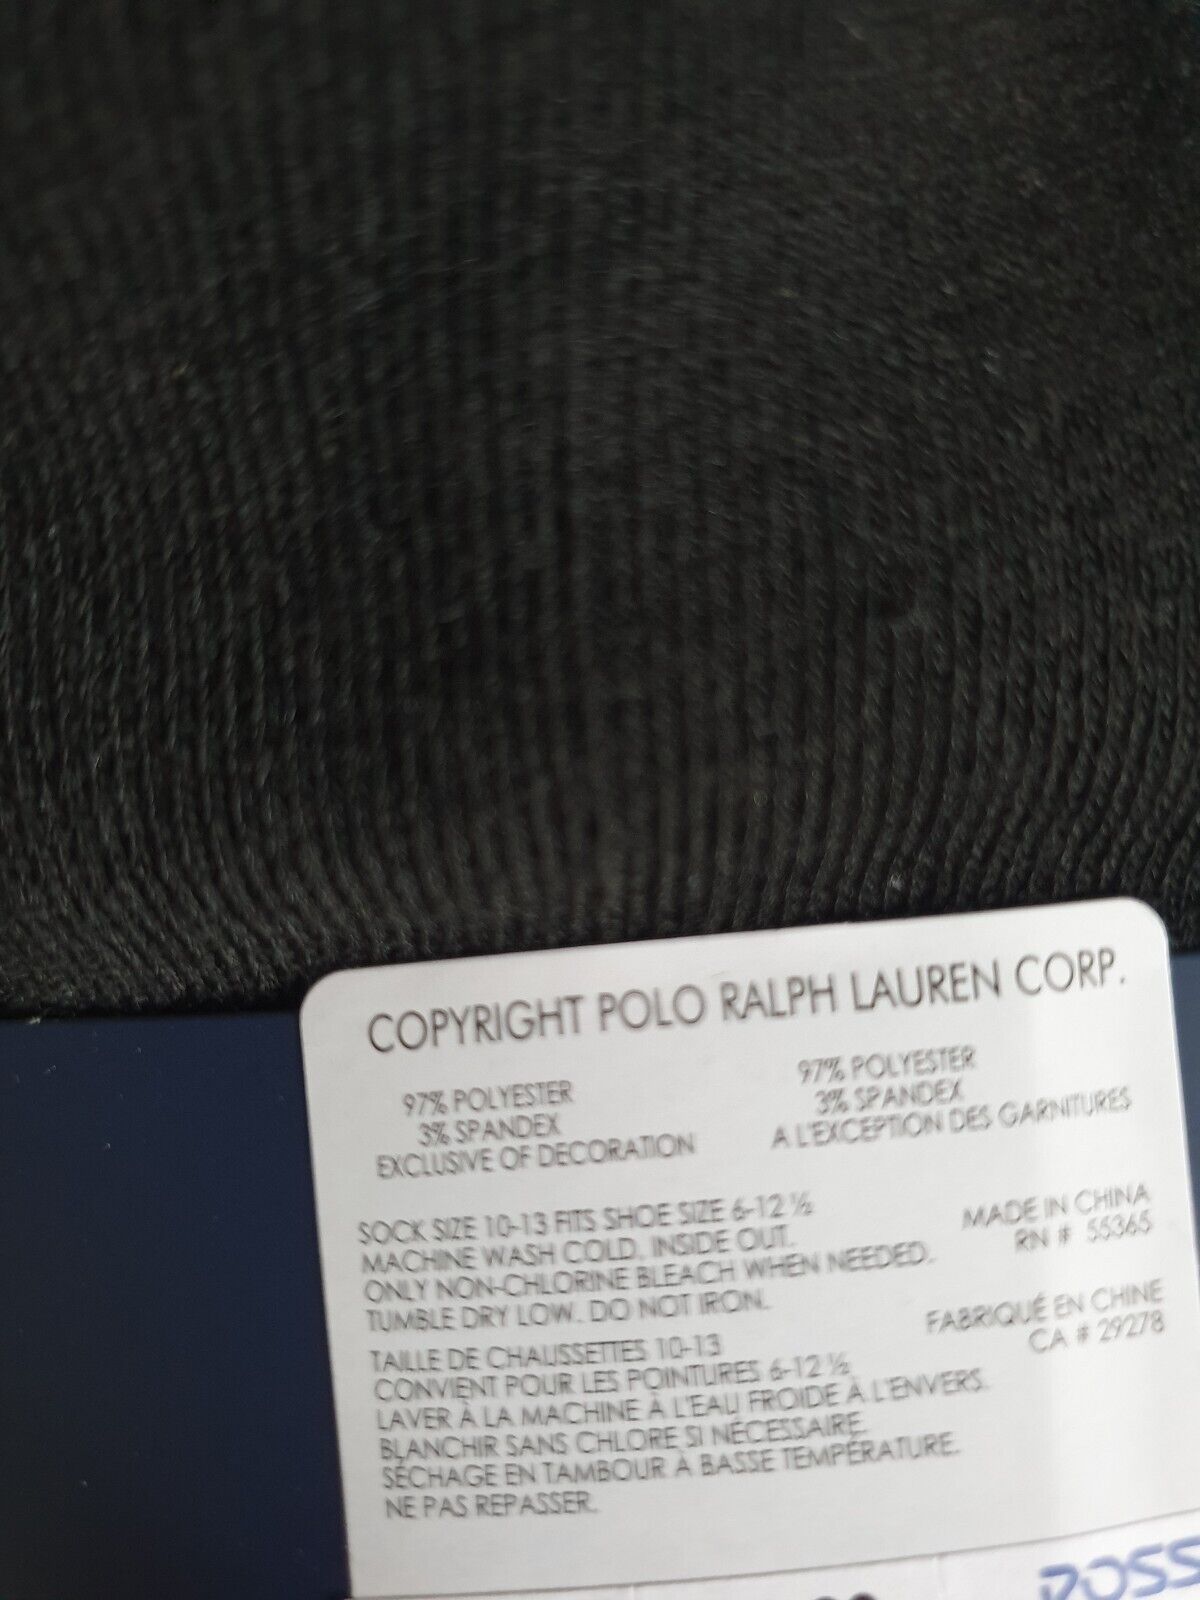 COPYRIGHT POLO RALPH LAUREN CORP.
97% POLYESTER
3% SPANDEX
EXCLUSIVE OF DECORATION
97% POLYESTER
3% SPANDEX
A L'EXCEPTION DES GARNITURES
SOCK SIZE 10-13 FITS SHOE SIZE 6-12 ½
MACHINE WASH COLD. INSIDE OUT.
ONLY NON-CHLORINE BLEACH WHEN NEEDED.
TUMBLE DRY LOW. DO NOT IRON.
MADE IN CHINA
RN # 55365
TAILLE DE CHAUSSETTES 10-13
CONVIENT POUR LES POINTURES 6-12 ½
LAVER À LA MACHINE À L'EAU FROIDE À L'ENVERS.
BLANCHIR SANS CHLORE SI NÉCESSAIRE.
SÉCHAGE EN TAMBOUR À BASSE TEMPÉRATURE.
NE PAS REPASSER.
FABRIQUÉ EN CHINE
CA # 29278
ROSS